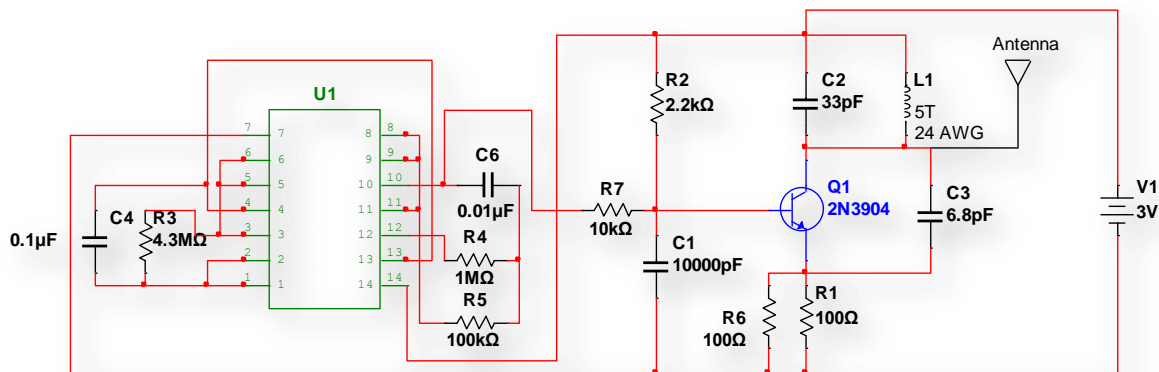 U1
7
6
5
4
3
2
1
8
9
10
11
12
13
14
C4
0.1µF
R3
4.3MΩ
C6
0.01µF
R4
1MΩ
R5
100kΩ
R7
10kΩ
R2
2.2kΩ
C1
10000pF
C2
33pF
L1
5T
24 AWG
Antenna
Q1
2N3904
C3
6.8pF
R6
100Ω
R1
100Ω
V1
3V